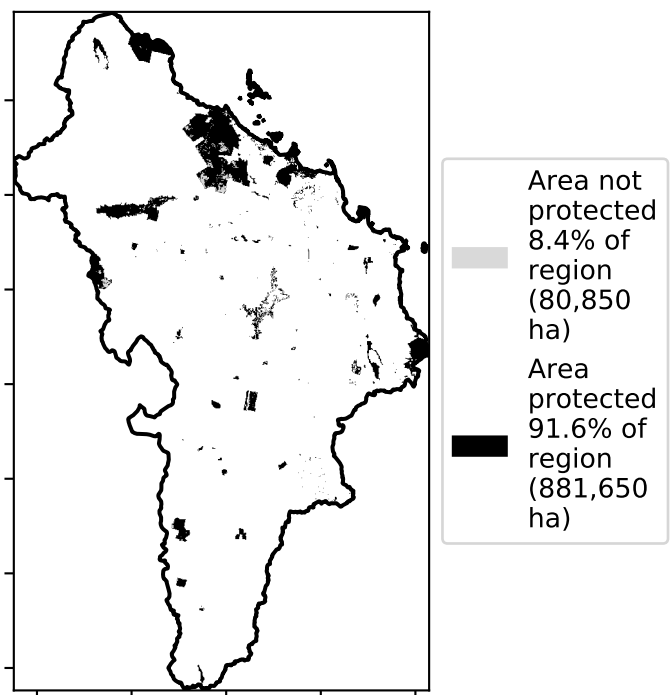 Area not
protected
8.4% of
region
(80,850
ha)
Area
protected
91.6% of
region
(881,650
ha)